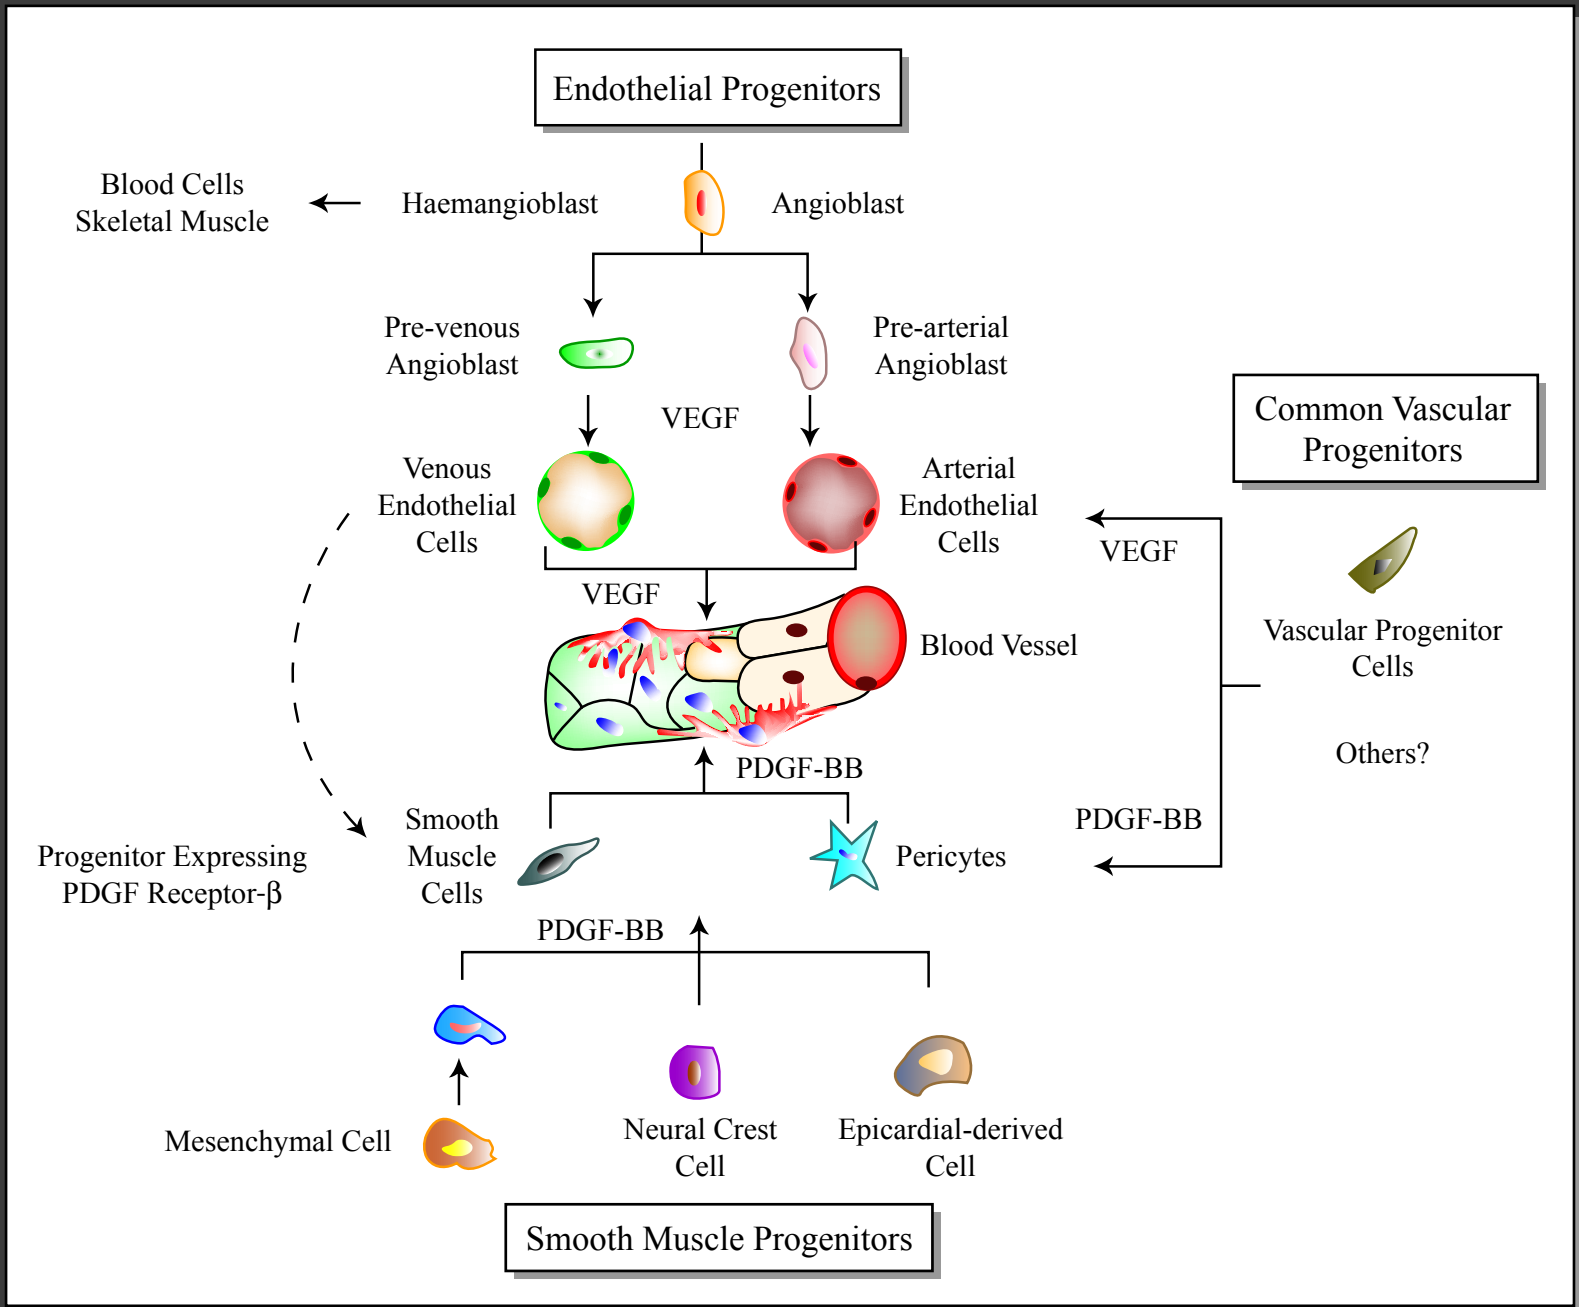 Endothelial Progenitors
Blood Cells
Skeletal Muscle
Haemangioblast
Angioblast
Pre-venous
Angioblast
Pre-arterial
Angioblast
VEGF
Common Vascular
Progenitors
Venous
Endothelial
Cells
Arterial
Endothelial
Cells
VEGF
VEGF
Blood Vessel
Vascular Progenitor
Cells
Others?
PDGF-BB
PDGF-BB
Smooth
Muscle
Cells
Pericytes
Progenitor Expressing
PDGF Receptor-β
PDGF-BB
Mesenchymal Cell
Neural Crest
Cell
Epicardial-derived
Cell
Smooth Muscle Progenitors